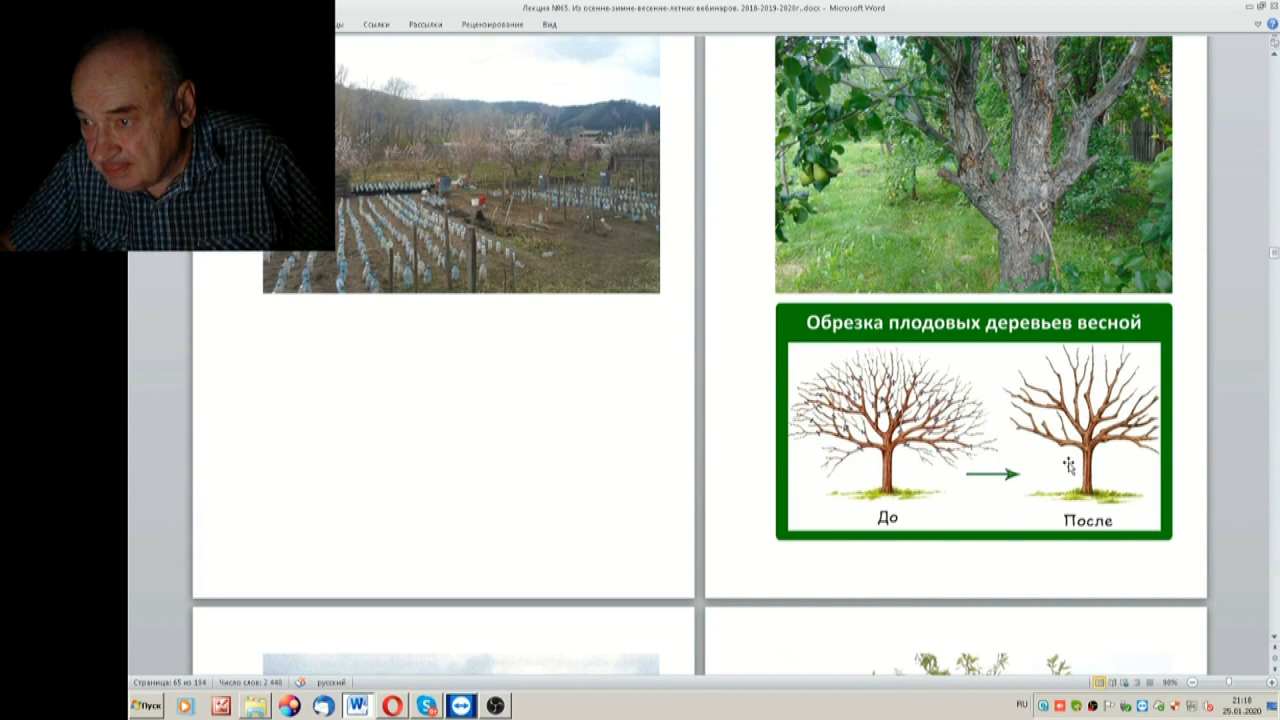 Лекция №65. Из осенне-зимне-весенне-летних вебинаров. 2018-2019-2020г..docx - Microsoft Word
Ссылки Рассылки Рецензирование Вид
Обрезка плодовых деревьев весной
До После
Страница: 65 из 194 Число слов: 2 440 русский 90%
Пуск RU 21:18
25.01.2020